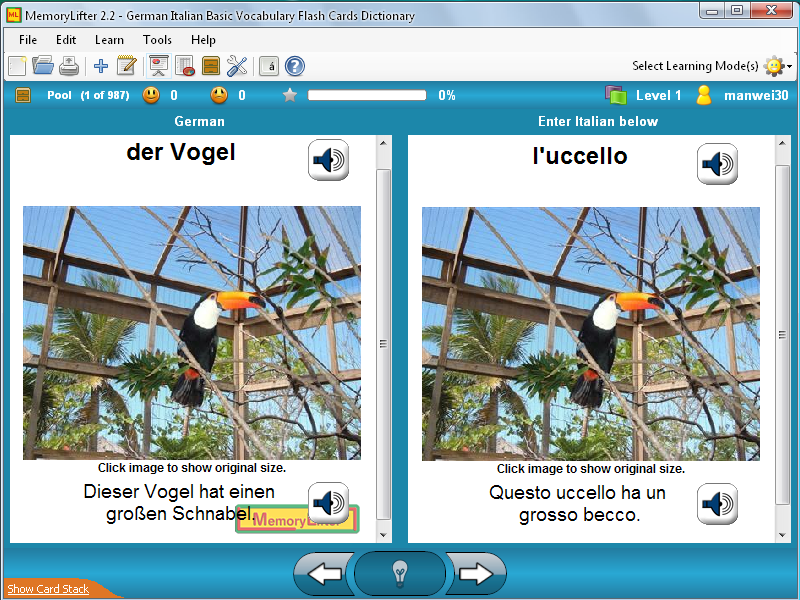 MemoryLifter 2.2 - German Italian Basic Vocabulary Flash Cards Dictionary
File Edit Learn Tools Help
Select Learning Mode(s)
Pool (1 of 987) 0 0 0% Level 1 manwei30
German
Enter Italian below
der Vogel
Click image to show original size.
Dieser Vogel hat einen
großen Schnabel.
MemoryLifter
l'uccello
Click image to show original size.
Questo uccello ha un
grosso becco.
Show Card Stack